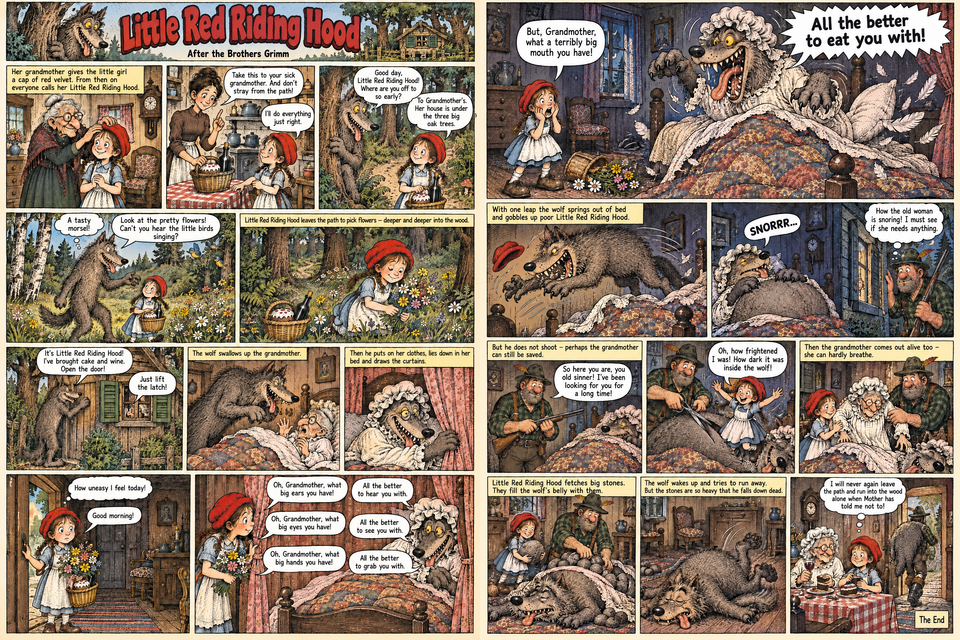 Little Red Riding Hood
After the Brothers Grimm
Her grandmother gives the little girl
a cap of red velvet. From then on
everyone calls her Little Red Riding Hood.
Take this to your sick
grandmother. And don't
stray from the path!
I'll do everything
just right.
Good day,
Little Red Riding Hood!
Where are you off to
so early?
To Grandmother's.
Her house is under
the three big
oak trees.
A tasty
morsel!
Look at the pretty flowers!
Can't you hear the little birds
singing?
Little Red Riding Hood leaves the path to pick flowers – deeper and deeper into the wood.
It's Little Red Riding Hood!
I've brought cake and wine.
Open the door!
Just lift
the latch!
The wolf swallows up the grandmother.
Then he puts on her clothes, lies down in her
bed and draws the curtains.
How uneasy I feel today!
Good morning!
Oh, Grandmother, what
big ears you have!
All the better
to hear you with.
Oh, Grandmother, what
big eyes you have!
All the better
to see you with.
Oh, Grandmother, what
big hands you have!
All the better
to grab you with.
But, Grandmother,
what a terribly big
mouth you have!
All the better
to eat you with!
With one leap the wolf springs out of bed
and gobbles up poor Little Red Riding Hood.
SNORRR...
How the old woman
is snoring! I must see
if she needs anything.
But he does not shoot – perhaps the grandmother
can still be saved.
So here you are, you
old sinner! I've been
looking for you for
a long time!
Oh, how frightened
I was! How dark it was
inside the wolf!
Then the grandmother comes out alive too –
she can hardly breathe.
Little Red Riding Hood fetches big stones.
They fill the wolf's belly with them.
The wolf wakes up and tries to run away.
But the stones are so heavy that he falls down dead.
I will never again leave
the path and run into the wood
alone when Mother has
told me not to!
The End